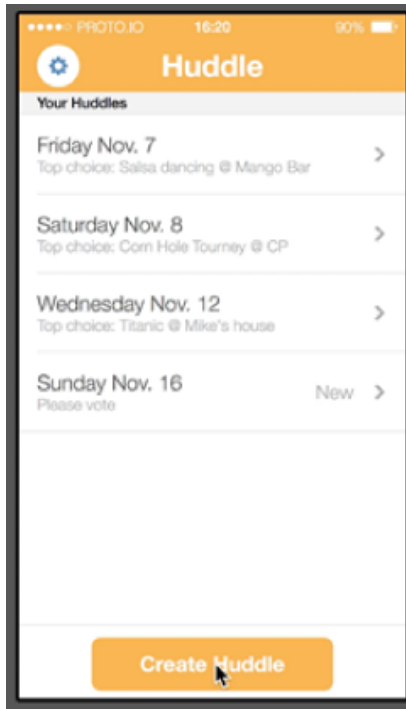 PROTO.IO 16:20 90%
Huddle
Your Huddles
Friday Nov. 7
Top choice: Salsa dancing @ Mango Bar
Saturday Nov. 8
Top choice: Corn Hole Tourney @ CP
Wednesday Nov. 12
Top choice: Titanic @ Mike's house
Sunday Nov. 16
New
Please vote
Create Huddle